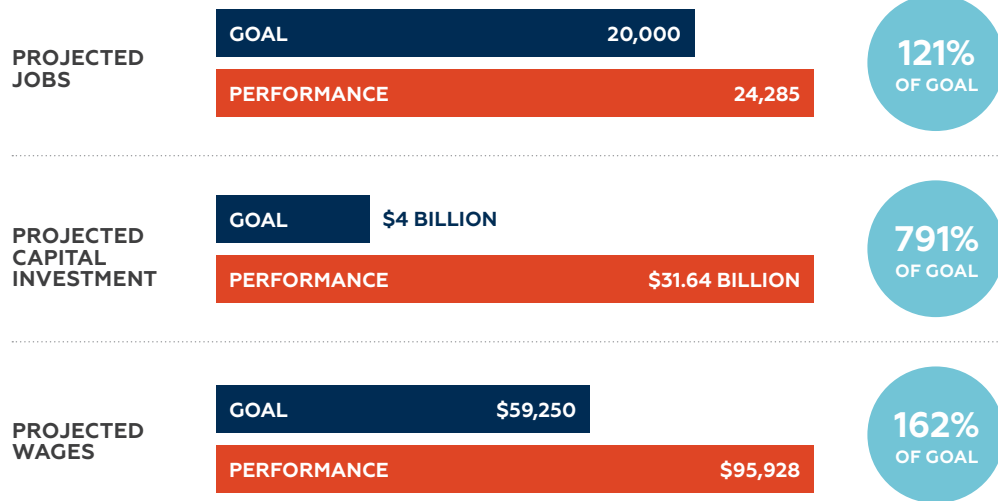 PROJECTED
JOBS
GOAL 20,000
PERFORMANCE 24,285
121%
OF GOAL
PROJECTED
CAPITAL
INVESTMENT
GOAL $4 BILLION
PERFORMANCE $31.64 BILLION
791%
OF GOAL
PROJECTED
WAGES
GOAL $59,250
PERFORMANCE $95,928
162%
OF GOAL